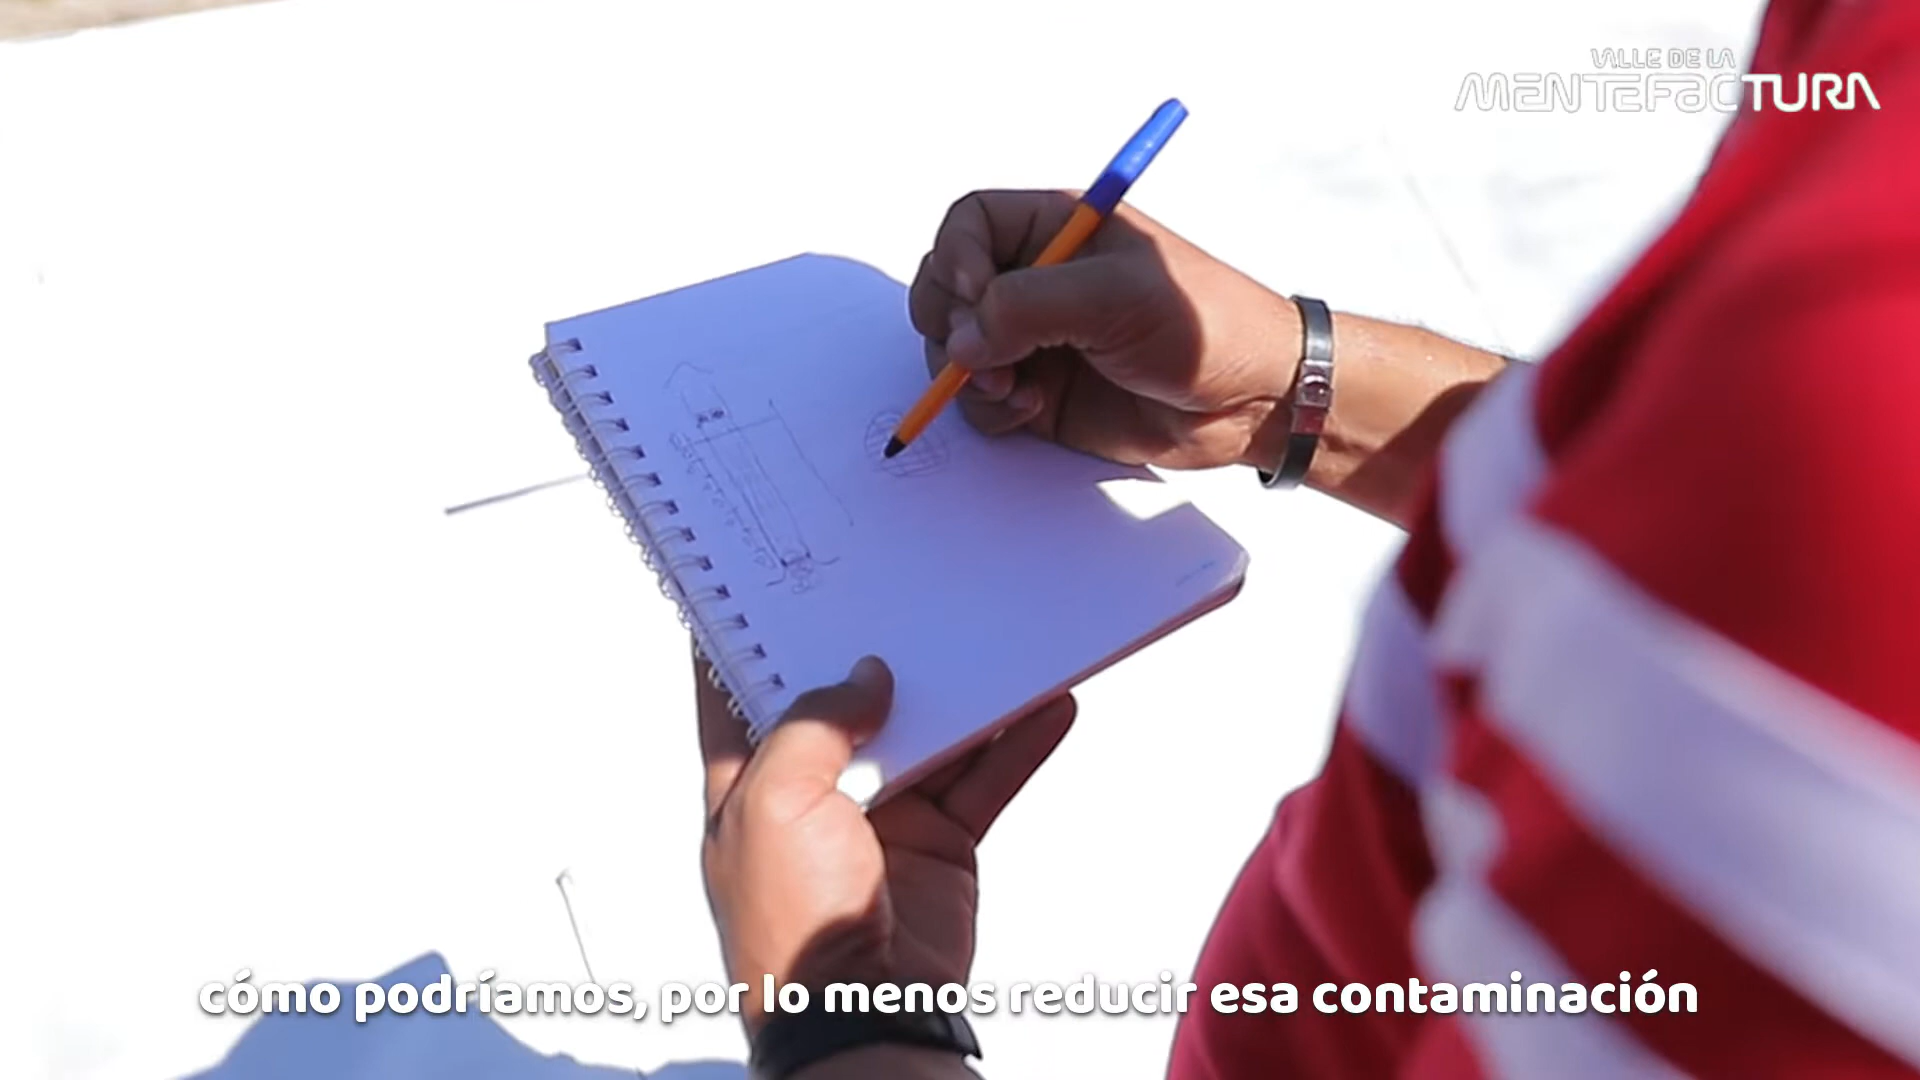 VALLE DE LA
MENTEFACTURA
cómo podríamos, por lo menos reducir esa contaminación